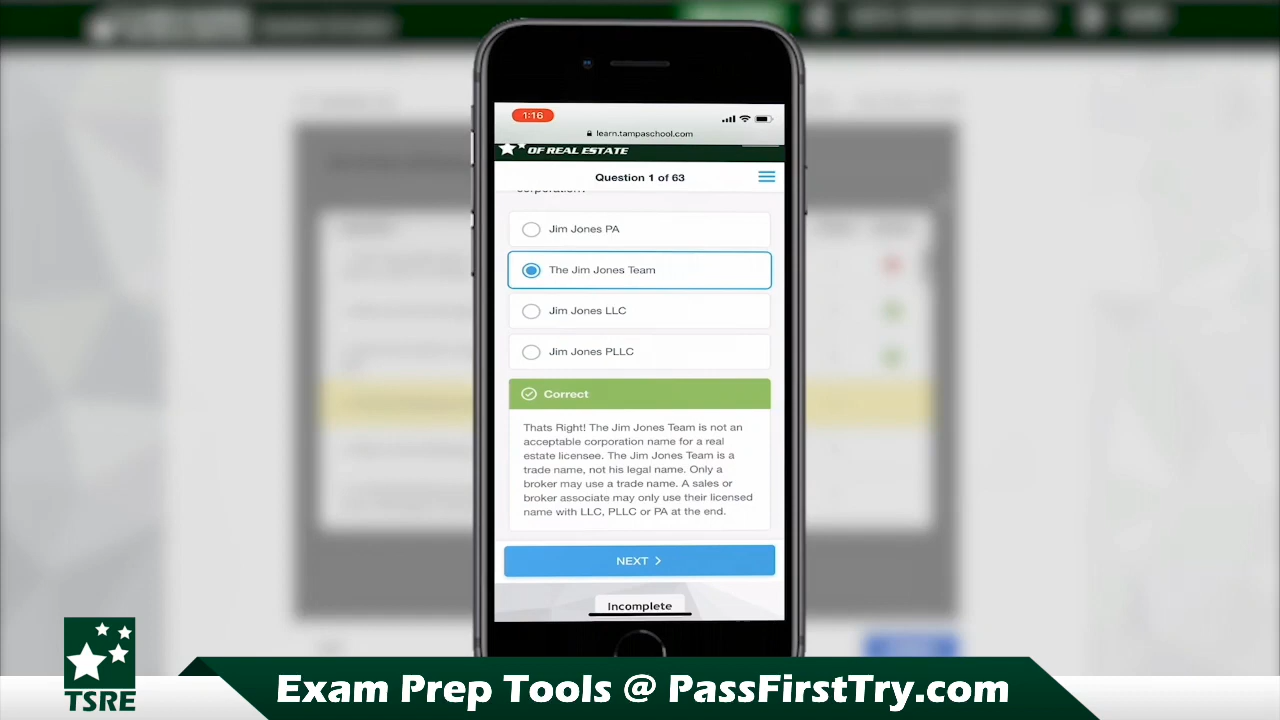 1:16
learn.tampaschool.com
OF REAL ESTATE
Question 1 of 63
corporation?
Jim Jones PA
The Jim Jones Team
Jim Jones LLC
Jim Jones PLLC
Correct
Thats Right! The Jim Jones Team is not an
acceptable corporation name for a real
estate licensee. The Jim Jones Team is a
trade name, not his legal name. Only a
broker may use a trade name. A sales or
broker associate may only use their licensed
name with LLC, PLLC or PA at the end.
NEXT >
Incomplete
TSRE
Exam Prep Tools @ PassFirstTry.com